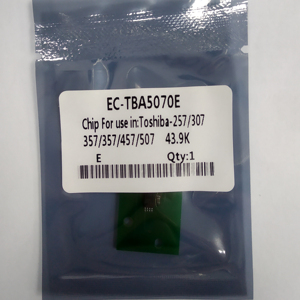 EC-TBA5070E
Chip For use in:Toshiba-257/307
357/357/457/507 43.9K
E Qty:1